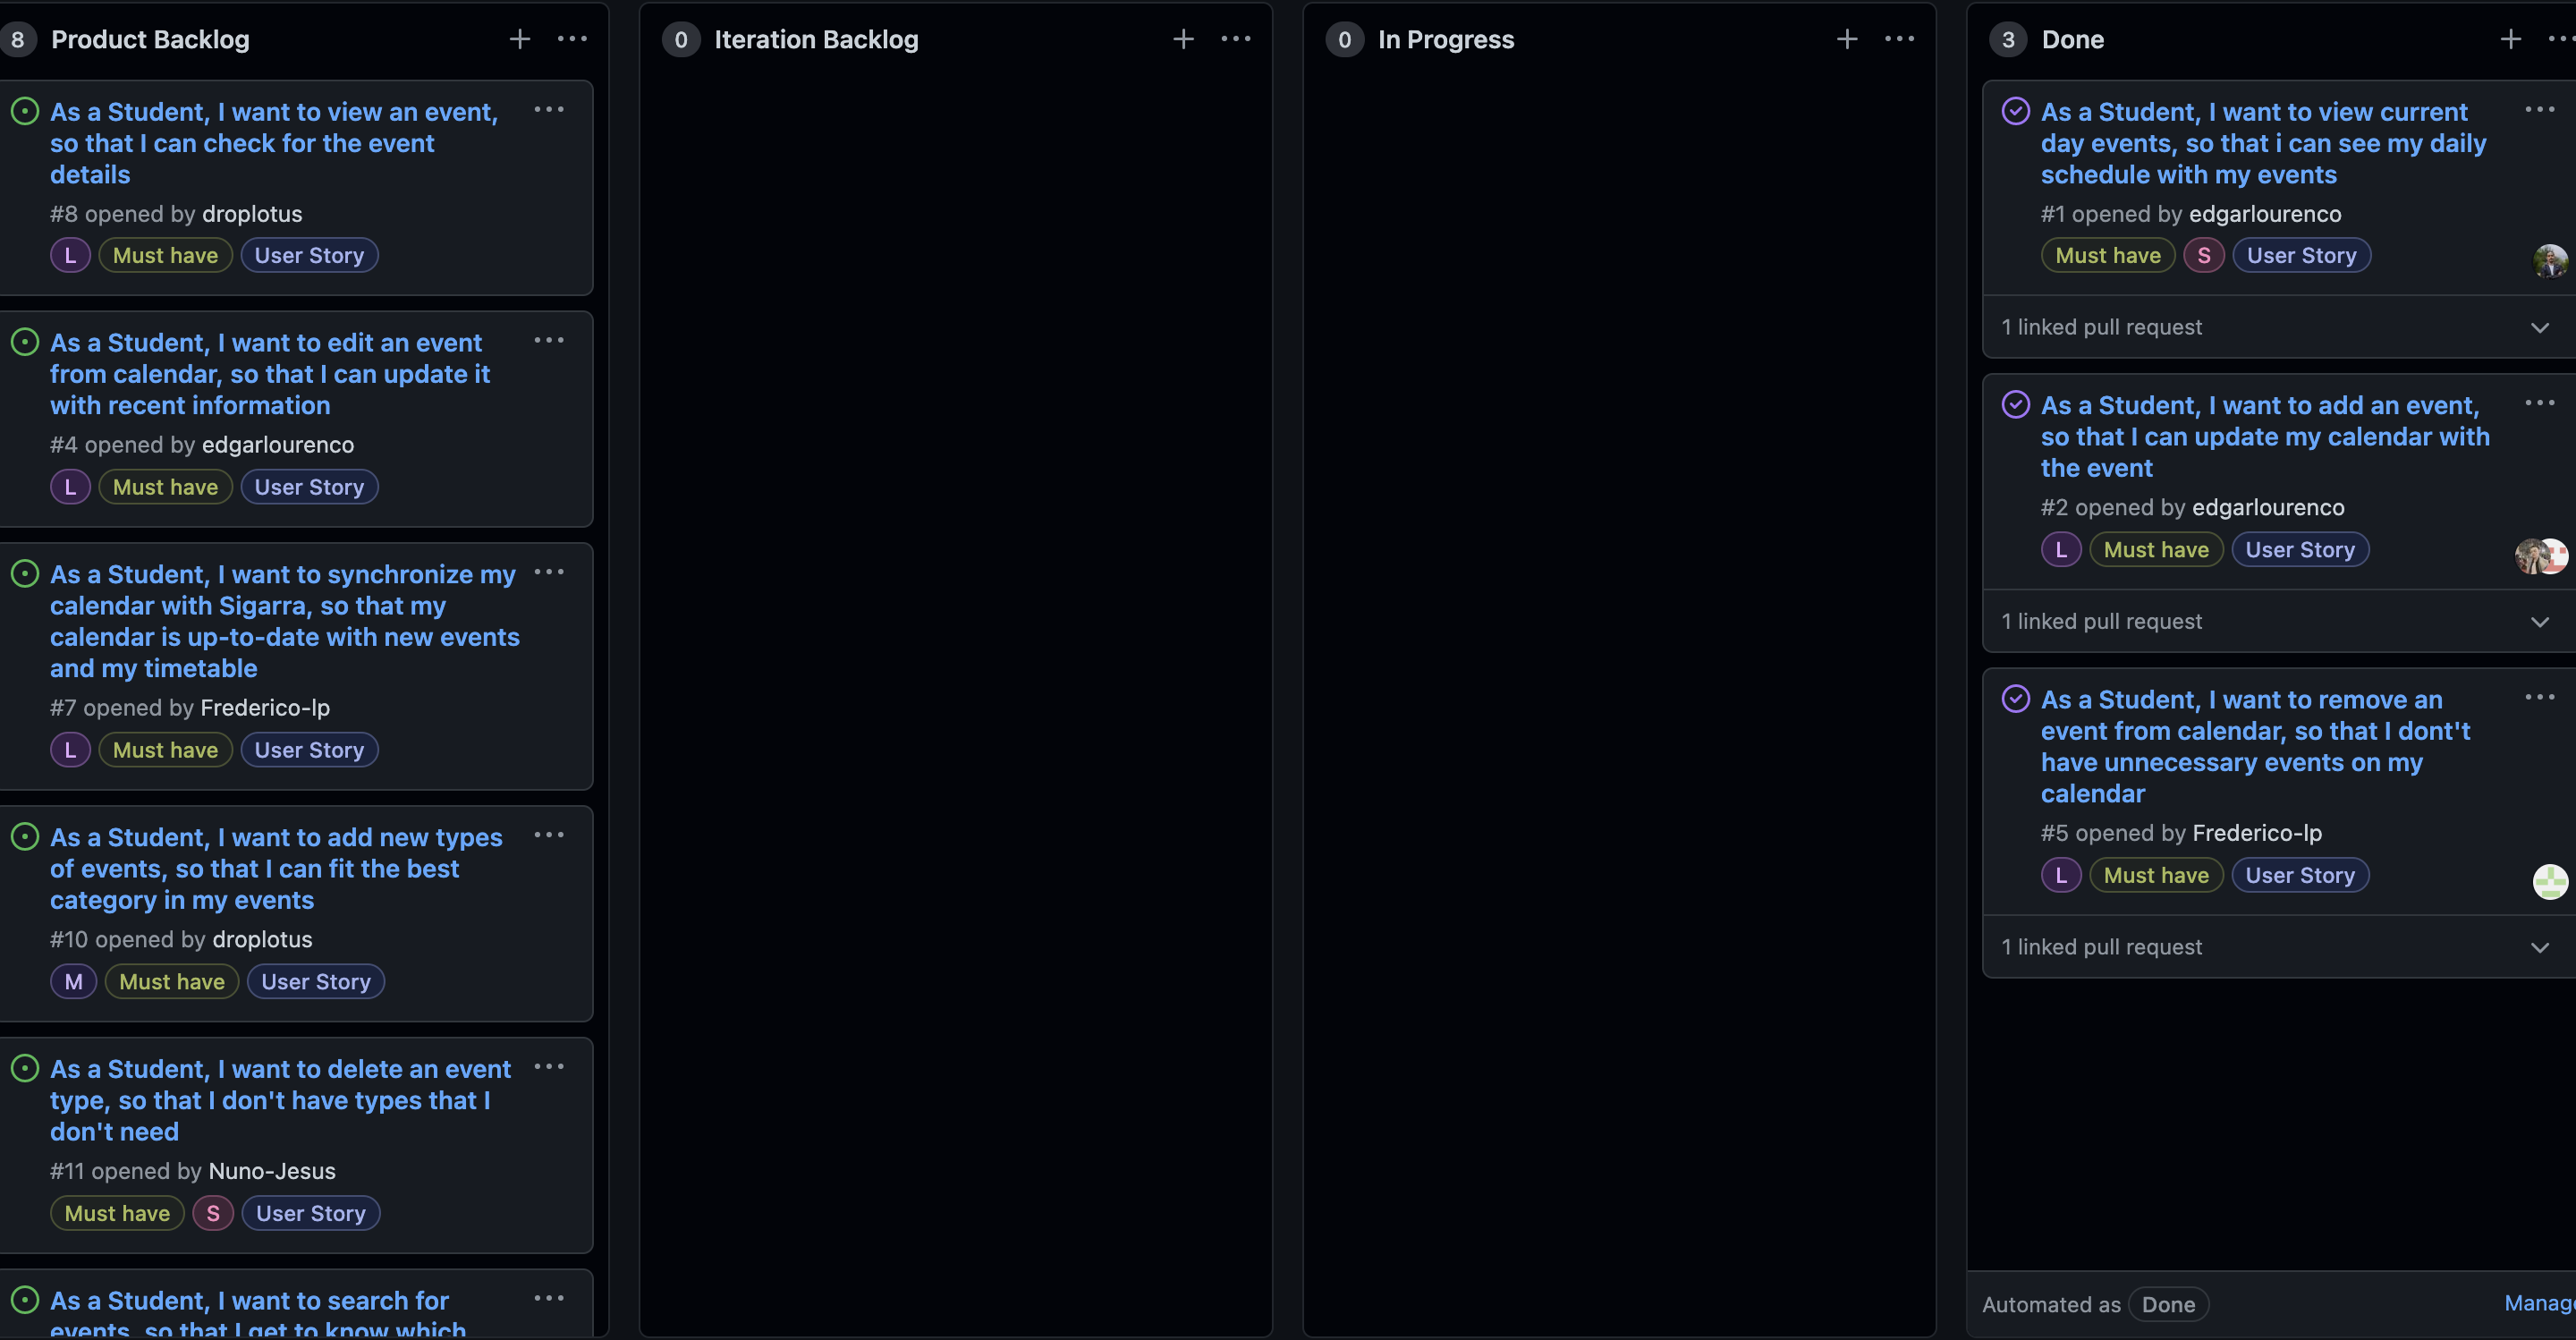 8 Product Backlog
As a Student, I want to view an event,
so that I can check for the event
details
#8 opened by droplotus
L Must have User Story
As a Student, I want to edit an event
from calendar, so that I can update it
with recent information
#4 opened by edgarlourenco
L Must have User Story
As a Student, I want to synchronize my
calendar with Sigarra, so that my
calendar is up-to-date with new events
and my timetable
#7 opened by Frederico-lp
L Must have User Story
As a Student, I want to add new types
of events, so that I can fit the best
category in my events
#10 opened by droplotus
M Must have User Story
As a Student, I want to delete an event
type, so that I don't have types that I
don't need
#11 opened by Nuno-Jesus
Must have S User Story
As a Student, I want to search for
events, so that I get to know which
0 Iteration Backlog
0 In Progress
3 Done
As a Student, I want to view current
day events, so that i can see my daily
schedule with my events
#1 opened by edgarlourenco
Must have S User Story
1 linked pull request
As a Student, I want to add an event,
so that I can update my calendar with
the event
#2 opened by edgarlourenco
L Must have User Story
1 linked pull request
As a Student, I want to remove an
event from calendar, so that I dont't
have unnecessary events on my
calendar
#5 opened by Frederico-lp
L Must have User Story
1 linked pull request
Automated as Done Manag